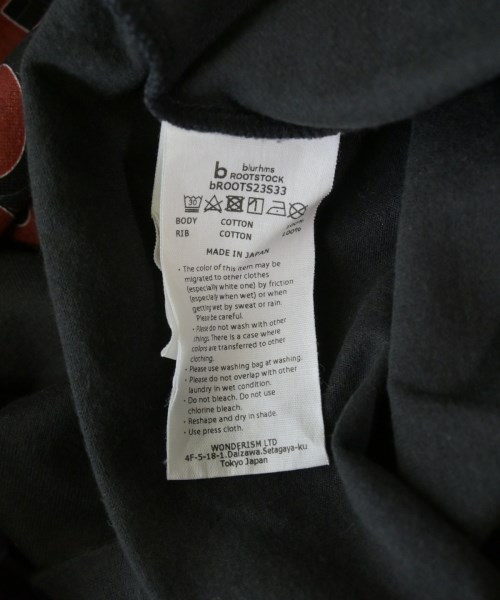 b blurhms
ROOTSTOCK
bROOTS23S33
30
BODY COTTON 100%
RIB COTTON 100%
MADE IN JAPAN
・The color of this item may be
migrated to other clothes
(especially white one) by friction
(especially when wet) or when
getting wet by sweat or rain.
Please be careful.
・Please do not wash with other
things. There is a case where
colors are transferred to other
clothing.
・Please use washing bag at washing.
・Please do not overlap with other
laundry in wet condition.
・Do not bleach. Do not use
chlorine bleach.
・Reshape and dry in shade.
・Use press cloth.
WONDERISM LTD
4F-5-18-1.Daizawa.Setagaya-ku
Tokyo Japan